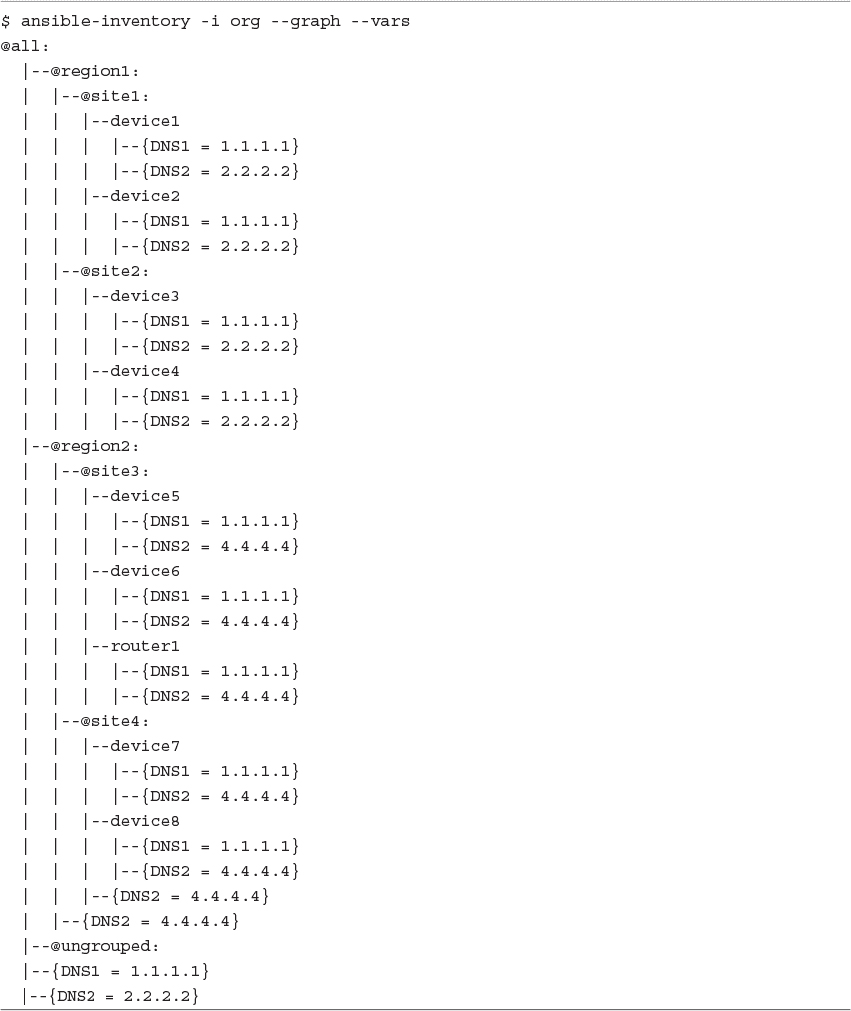 $ ansible-inventory -i org --graph --vars
@all:
  |--@region1:
  |  |--@site1:
  |  |  |--device1
  |  |  |  |--{DNS1 = 1.1.1.1}
  |  |  |  |--{DNS2 = 2.2.2.2}
  |  |  |--device2
  |  |  |  |--{DNS1 = 1.1.1.1}
  |  |  |  |--{DNS2 = 2.2.2.2}
  |  |--@site2:
  |  |  |--device3
  |  |  |  |--{DNS1 = 1.1.1.1}
  |  |  |  |--{DNS2 = 2.2.2.2}
  |  |  |--device4
  |  |  |  |--{DNS1 = 1.1.1.1}
  |  |  |  |--{DNS2 = 2.2.2.2}
  |--@region2:
  |  |--@site3:
  |  |  |--device5
  |  |  |  |--{DNS1 = 1.1.1.1}
  |  |  |  |--{DNS2 = 4.4.4.4}
  |  |  |--device6
  |  |  |  |--{DNS1 = 1.1.1.1}
  |  |  |  |--{DNS2 = 4.4.4.4}
  |  |  |--router1
  |  |  |  |--{DNS1 = 1.1.1.1}
  |  |  |  |--{DNS2 = 4.4.4.4}
  |  |--@site4:
  |  |  |--device7
  |  |  |  |--{DNS1 = 1.1.1.1}
  |  |  |  |--{DNS2 = 4.4.4.4}
  |  |  |--device8
  |  |  |  |--{DNS1 = 1.1.1.1}
  |  |  |  |--{DNS2 = 4.4.4.4}
  |  |  |--{DNS2 = 4.4.4.4}
  |  |--{DNS2 = 4.4.4.4}
  |--@ungrouped:
  |--{DNS1 = 1.1.1.1}
  |--{DNS2 = 2.2.2.2}